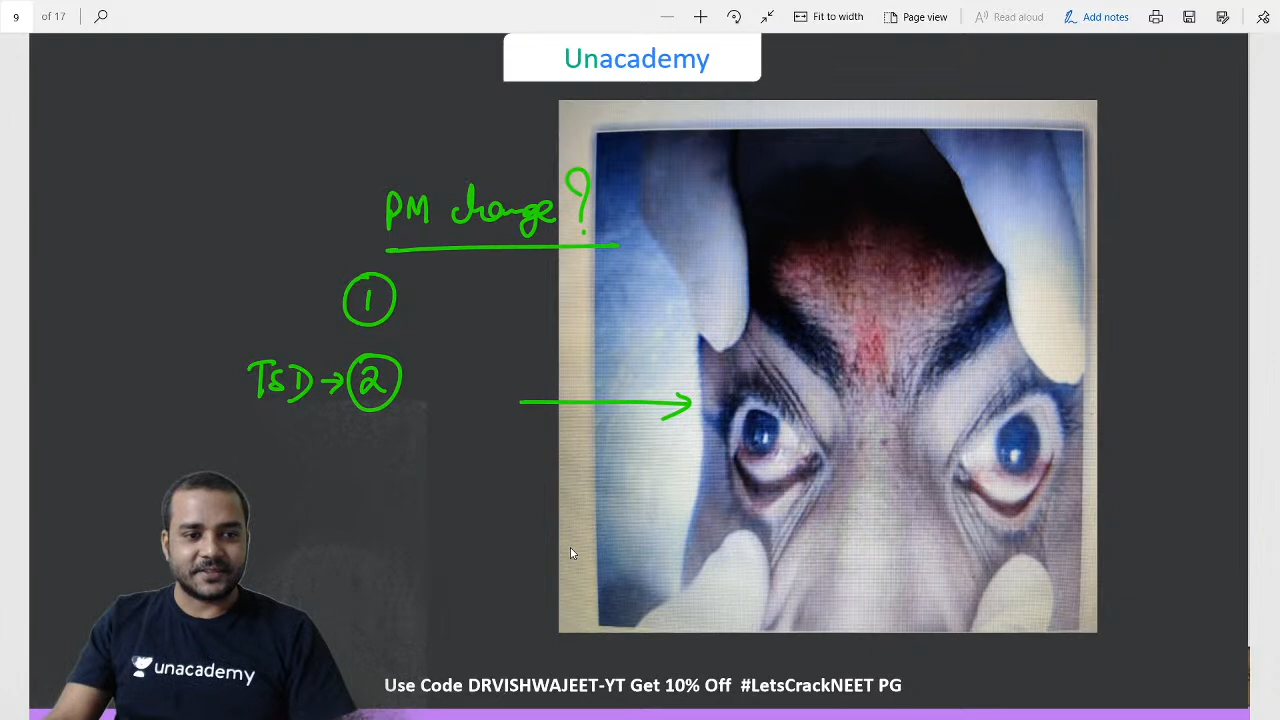 9 of 17 Fit to width Page view Read aloud Add notes
Unacademy
PM change?
1
TSD → 2
unacademy
Use Code DRVISHWAJEET-YT Get 10% Off #LetsCrackNEET PG